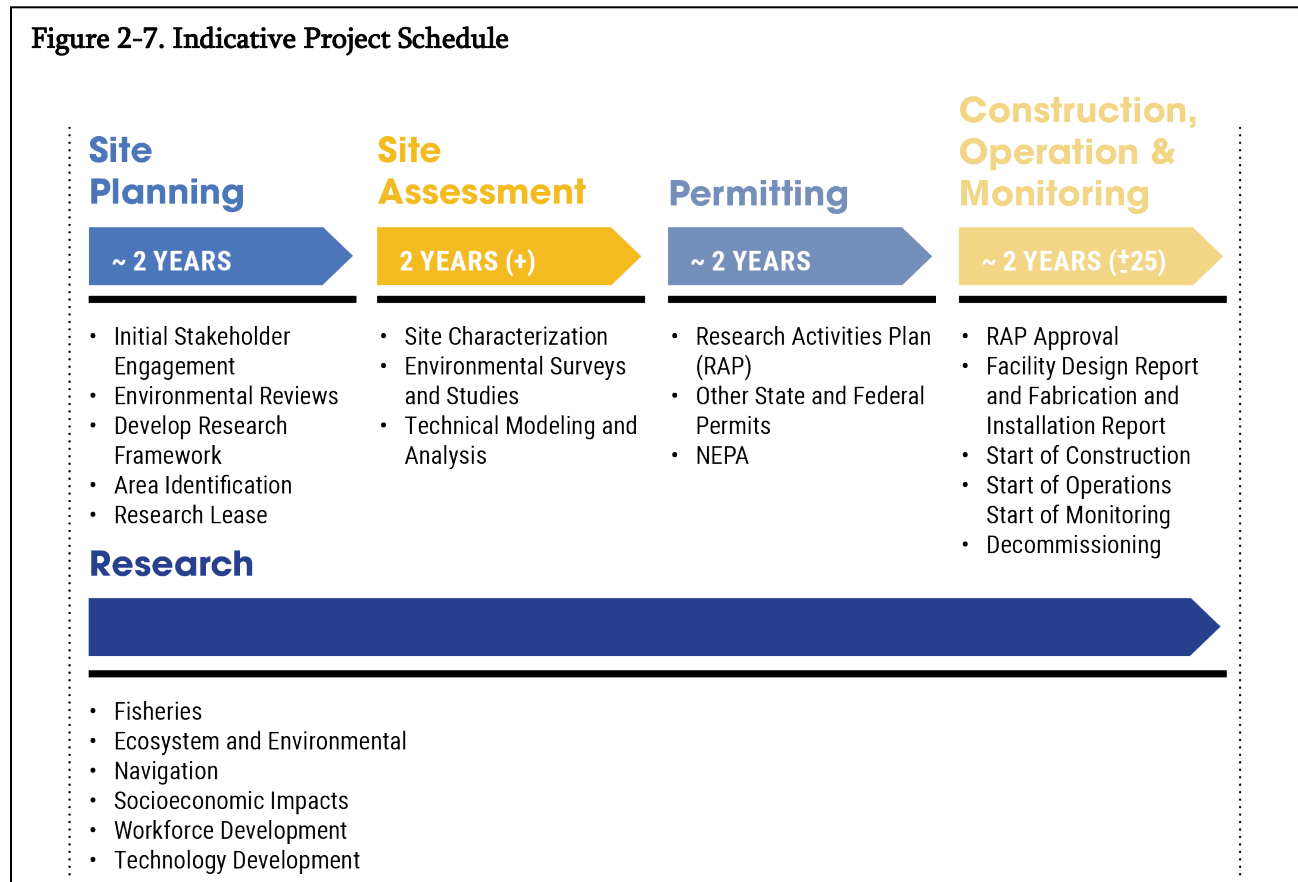 Figure 2-7. Indicative Project Schedule
Site
Planning
~ 2 YEARS
• Initial Stakeholder
Engagement
• Environmental Reviews
• Develop Research
Framework
• Area Identification
• Research Lease
Site
Assessment
2 YEARS (+)
• Site Characterization
• Environmental Surveys
and Studies
• Technical Modeling and
Analysis
Permitting
~ 2 YEARS
• Research Activities Plan
(RAP)
• Other State and Federal
Permits
• NEPA
Construction,
Operation &
Monitoring
~ 2 YEARS (±25)
• RAP Approval
• Facility Design Report
and Fabrication and
Installation Report
• Start of Construction
• Start of Operations
Start of Monitoring
• Decommissioning
Research
• Fisheries
• Ecosystem and Environmental
• Navigation
• Socioeconomic Impacts
• Workforce Development
• Technology Development